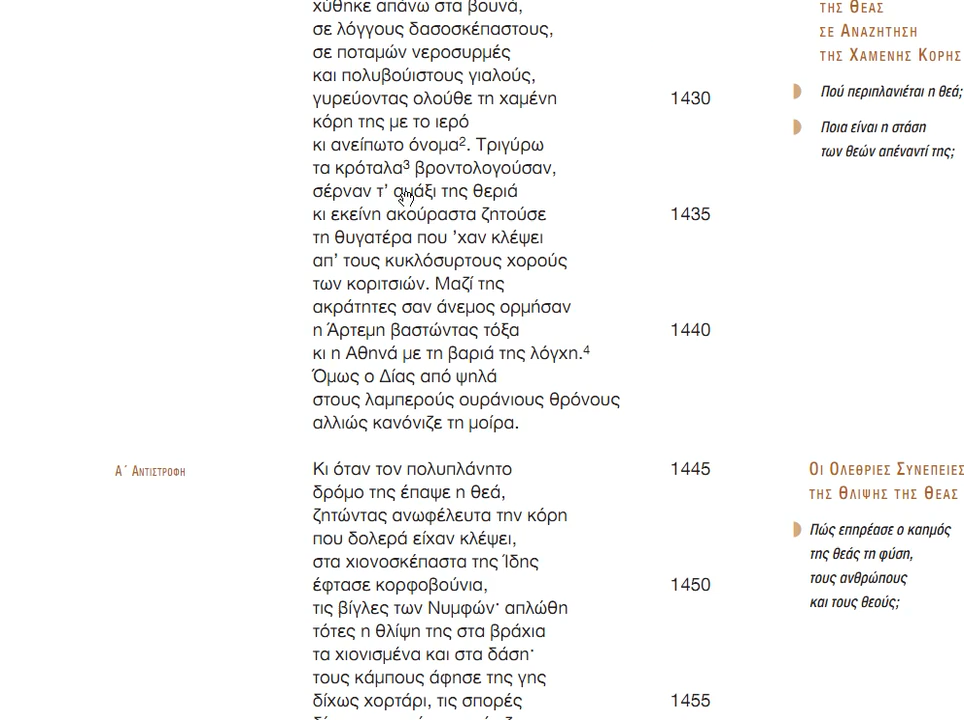 χύθηκε απάνω στα βουνά,
σε λόγγους δασοσκέπαστους,
σε ποταμών νεροσυρμές
και πολυβούιστους γιαλούς,
γυρεύοντας ολούθε τη χαμένη 1430
κόρη της με το ιερό
κι ανείπωτο όνομα². Τριγύρω
τα κρόταλα³ βροντολογούσαν,
σέρναν τ' αμάξι της θεριά
κι εκείνη ακούραστα ζητούσε 1435
τη θυγατέρα που 'χαν κλέψει
απ' τους κυκλόσυρτους χορούς
των κοριτσιών. Μαζί της
ακράτητες σαν άνεμος ορμήσαν
η Άρτεμη βαστώντας τόξα 1440
κι η Αθηνά με τη βαριά της λόγχη.⁴
Όμως ο Δίας από ψηλά
στους λαμπερούς ουράνιους θρόνους
αλλιώς κανόνιζε τη μοίρα.
ΤΗΣ ΘΕΑΣ
ΣΕ ΑΝΑΖΗΤΗΣΗ
ΤΗΣ ΧΑΜΕΝΗΣ ΚΟΡΗΣ
Πού περιπλανιέται η θεά;
Ποια είναι η στάση
των θεών απέναντί της;
Α΄ ΑΝΤΙΣΤΡΟΦΗ
Κι όταν τον πολυπλάνητο 1445
δρόμο της έπαψε η θεά,
ζητώντας ανωφέλευτα την κόρη
που δολερά είχαν κλέψει,
στα χιονοσκέπαστα της Ίδης
έφτασε κορφοβούνια, 1450
τις βίγλες των Νυμφών· απλώθη
τότες η θλίψη της στα βράχια
τα χιονισμένα και στα δάση·
τους κάμπους άφησε της γης
δίχως χορτάρι, τις σπορές 1455
ΟΙ ΟΛΕΘΡΙΕΣ ΣΥΝΕΠΕΙΕΣ
ΤΗΣ ΘΛΙΨΗΣ ΤΗΣ ΘΕΑΣ
Πώς επηρέασε ο καημός
της θεάς τη φύση,
τους ανθρώπους
και τους θεούς;